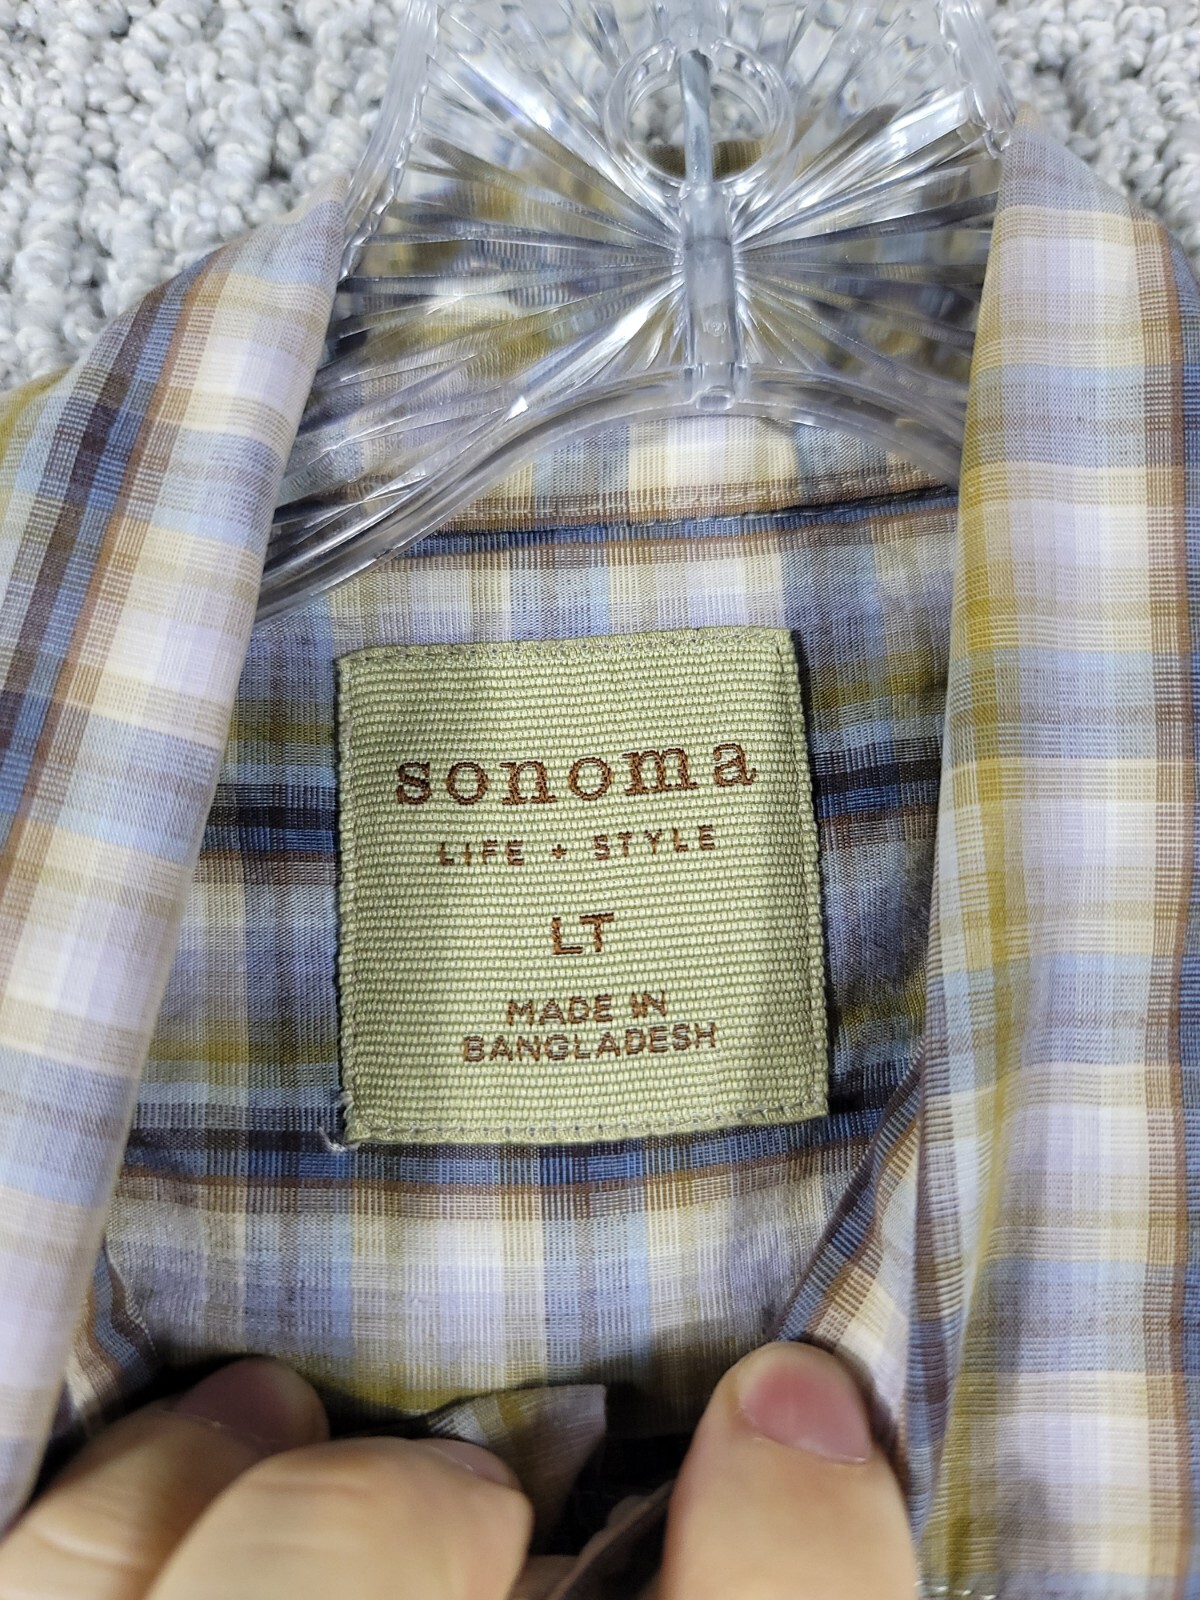 sonoma
LIFE + STYLE
LT
MADE IN
BANGLADESH